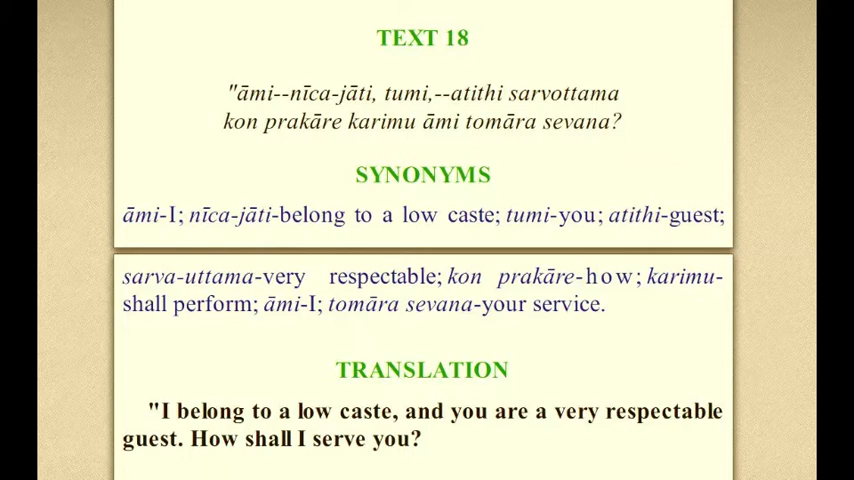 TEXT 18
"āmi--nīca-jāti, tumi,--atithi sarvottama
kon prakāre karimu āmi tomāra sevana?
SYNONYMS
āmi-I; nīca-jāti-belong to a low caste; tumi-you; atithi-guest;
sarva-uttama-very respectable; kon prakāre-how; karimu-
shall perform; āmi-I; tomāra sevana-your service.
TRANSLATION
"I belong to a low caste, and you are a very respectable
guest. How shall I serve you?